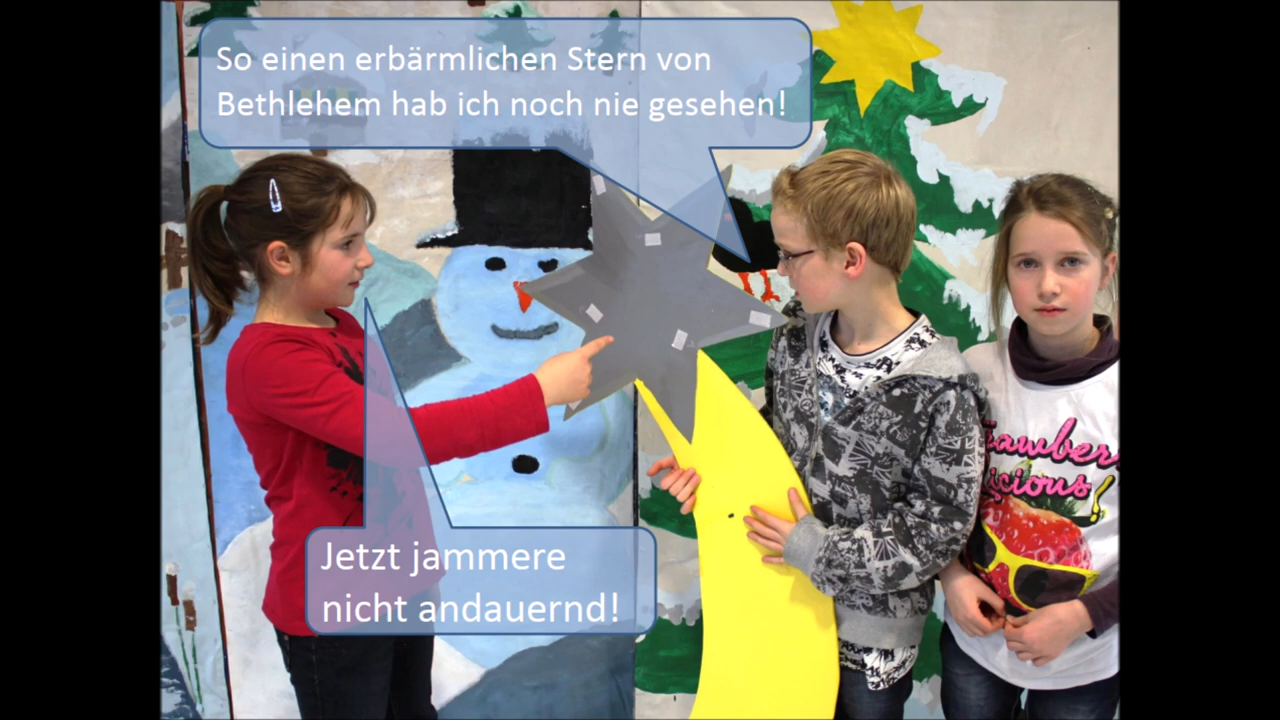 So einen erbärmlichen Stern von
Bethlehem hab ich noch nie gesehen!
Jetzt jammere
nicht andauernd!